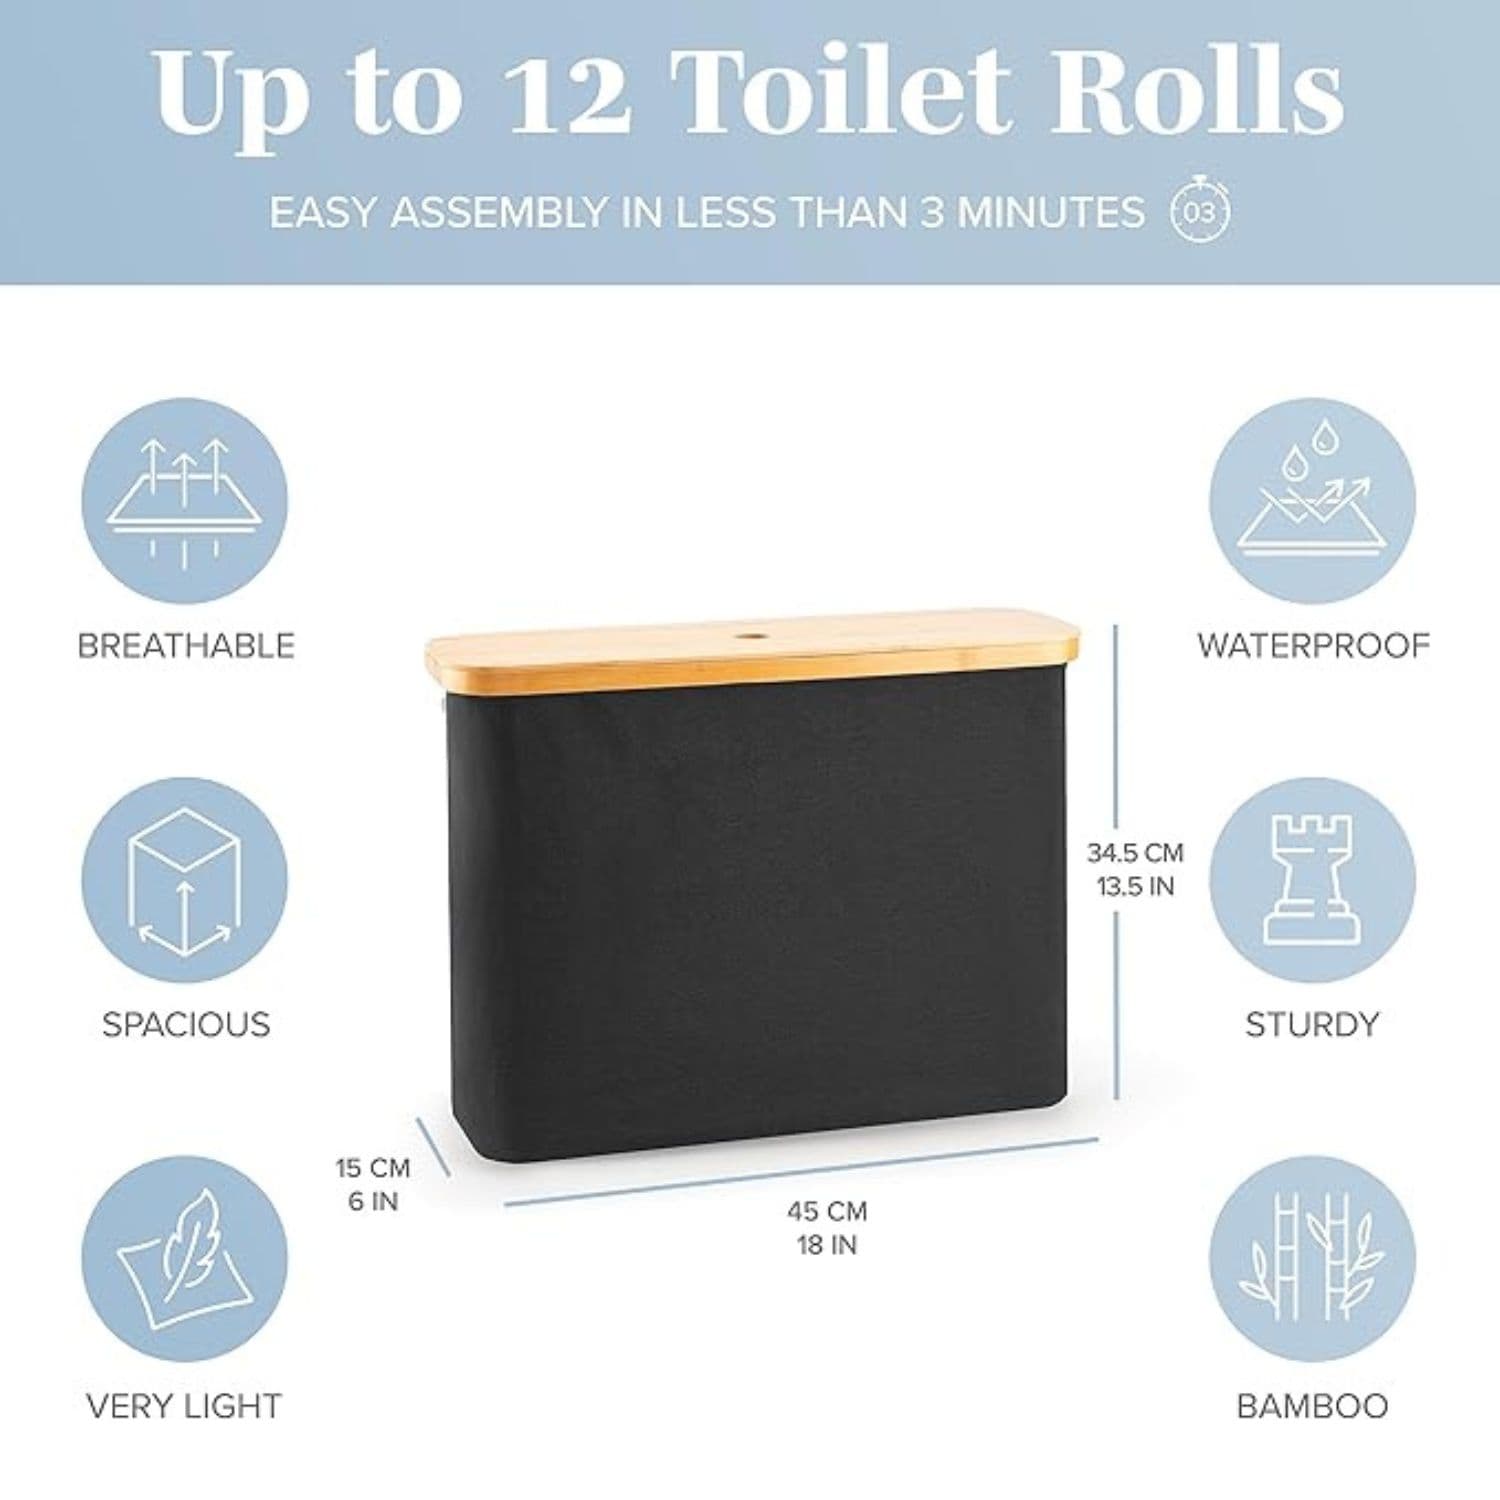 Up to 12 Toilet Rolls
EASY ASSEMBLY IN LESS THAN 3 MINUTES 03
BREATHABLE
WATERPROOF
34.5 CM
13.5 IN
SPACIOUS
STURDY
15 CM
6 IN
45 CM
18 IN
VERY LIGHT
BAMBOO